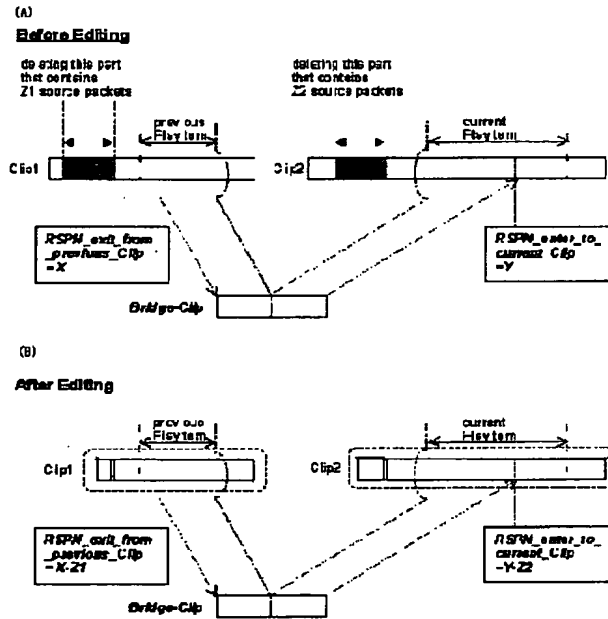 (A)
Before Editing
deleting this part
that contains
Z1 source packets
deleting this part
that contains
Z2 source packets
previous
PlayItem
current
PlayItem
Clip1
Clip2
RSPN_exit_from
_previous_Clip
=X
RSPN_enter_to_
current_Clip
=Y
Bridge-Clip
(B)
After Editing
previous
PlayItem
current
PlayItem
Clip1
Clip2
RSPN_exit_from
_previous_Clip
=X-Z1
RSPN_enter_to_
current_Clip
=Y-Z2
Bridge-Clip